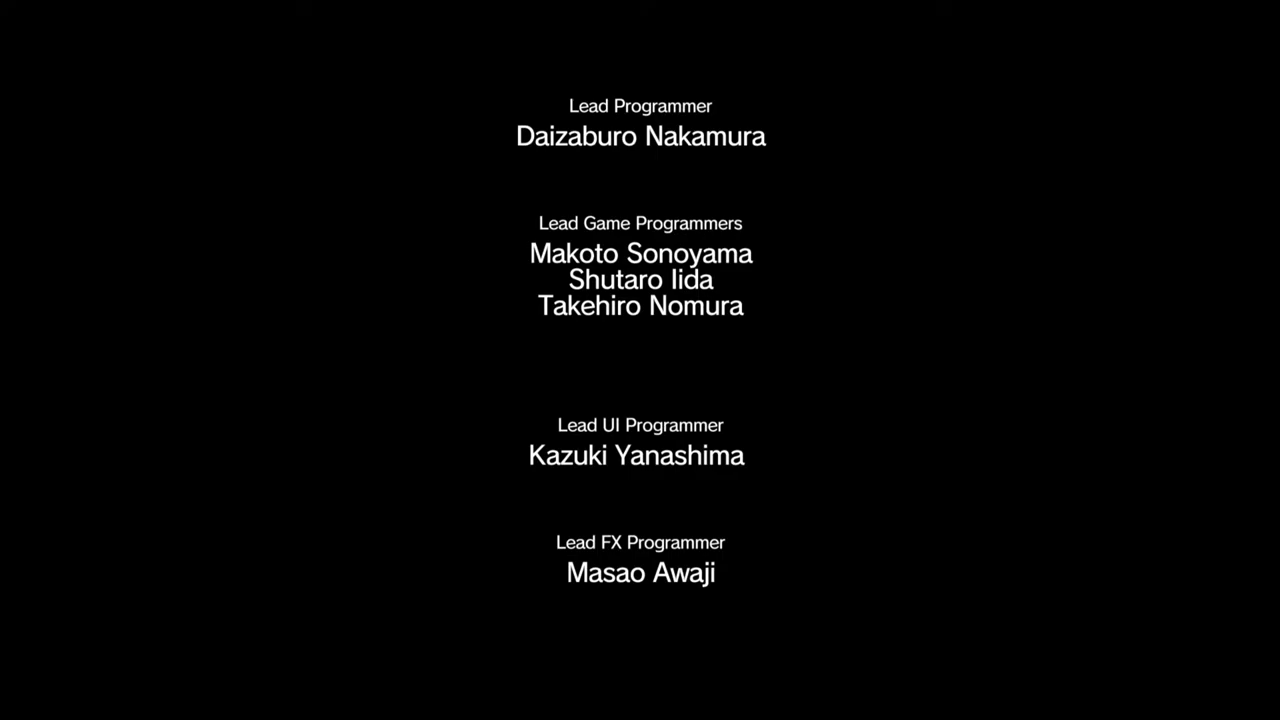 Lead Programmer
Daizaburo Nakamura
Lead Game Programmers
Makoto Sonoyama
Shutaro Iida
Takehiro Nomura
Lead UI Programmer
Kazuki Yanashima
Lead FX Programmer
Masao Awaji